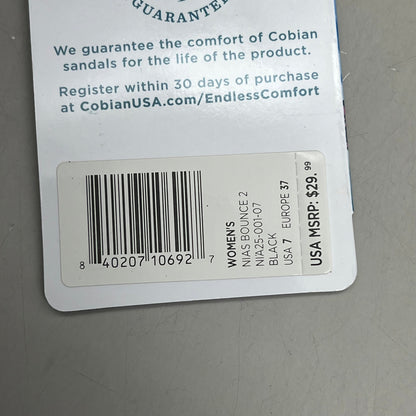 GUARANTEE
We guarantee the comfort of Cobian
sandals for the life of the product.
Register within 30 days of purchase
at CobianUSA.com/EndlessComfort
WOMEN'S
NIAS BOUNCE 2
NIA25-001-07
BLACK
USA 7 EUROPE 37
USA MSRP: $29.99
8 40207 10692 7